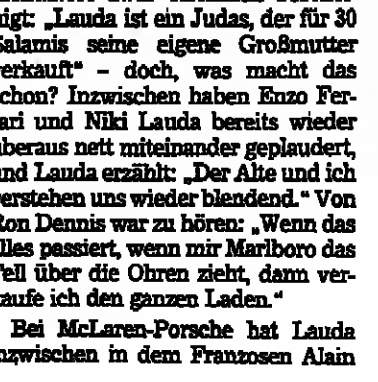 igt: „Lauda ist ein Judas, der für 30
Salamis seine eigene Großmutter
verkauft“ – doch, was macht das
schon? Inzwischen haben Enzo Fer-
ari und Niki Lauda bereits wieder
überaus nett miteinander geplaudert,
und Lauda erzählt: „Der Alte und ich
verstehen uns wieder blendend.“ Von
Ron Dennis war zu hören: „Wenn das
alles passiert, wenn mir Marlboro das
Fell über die Ohren zieht, dann ver-
kaufe ich den ganzen Laden.“
Bei McLaren-Porsche hat Lauda
inzwischen in dem Franzosen Alain